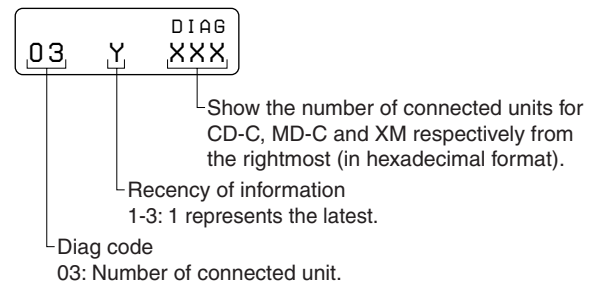 DIAG
03 Y XXX
Show the number of connected units for
CD-C, MD-C and XM respectively from
the rightmost (in hexadecimal format).
Recency of information
1-3: 1 represents the latest.
Diag code
03: Number of connected unit.